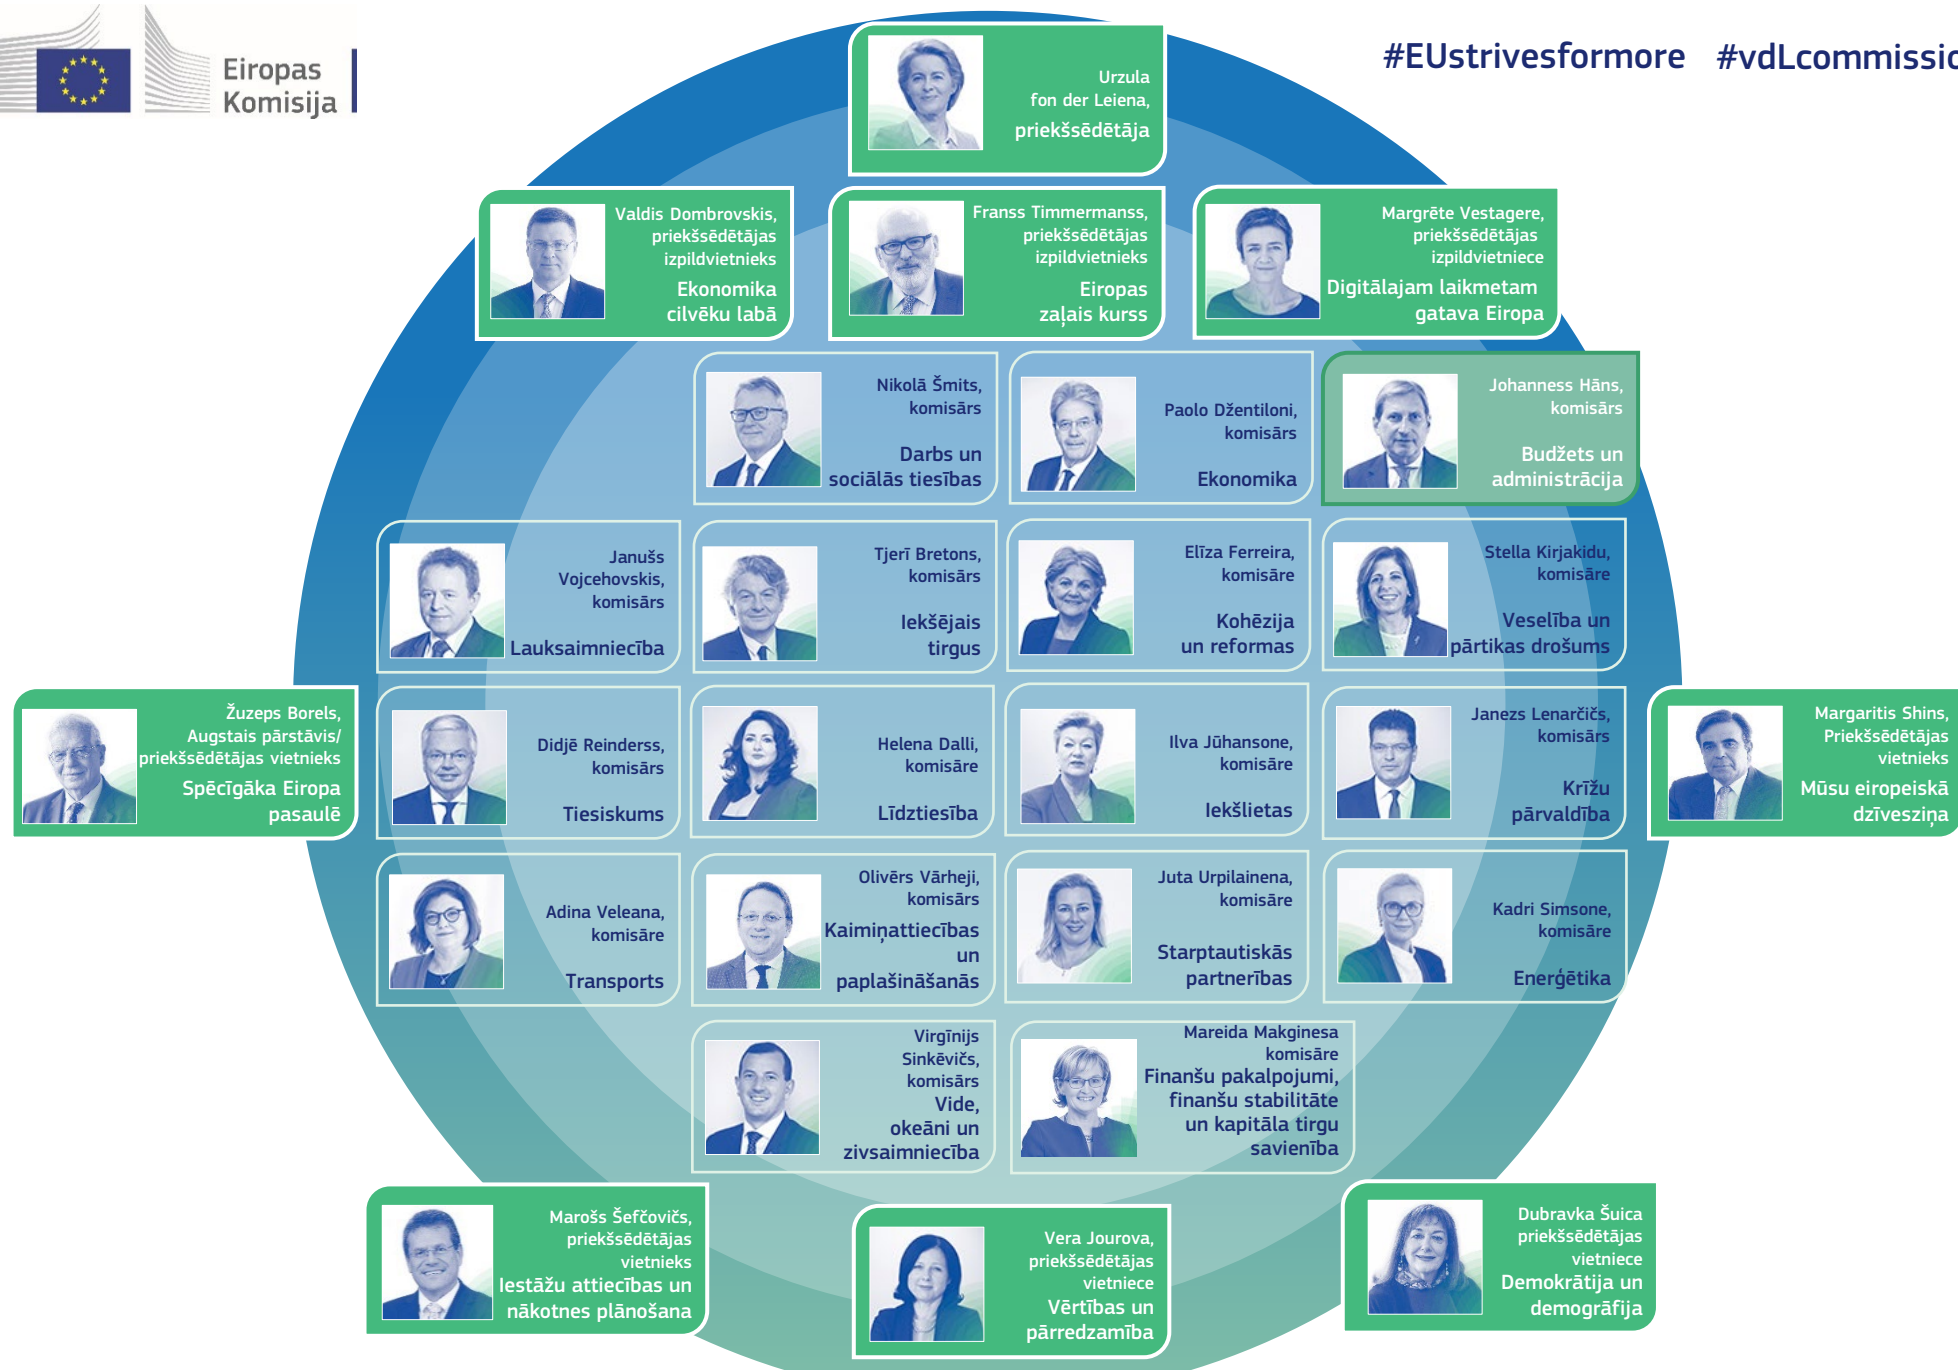 Eiropas
Komisija
#EUstrivesformore #vdLcommissio
Urzula
fon der Leiena,
priekšsēdētāja
Valdis Dombrovskis,
priekšsēdētājas
izpildvietnieks
Ekonomika
cilvēku labā
Franss Timmermanss,
priekšsēdētājas
izpildvietnieks
Eiropas
zaļais kurss
Margrēte Vestagere,
priekšsēdētājas
izpildvietniece
Digitālajam laikmetam
gatava Eiropa
Nikolā Šmits,
komisārs
Darbs un
sociālās tiesības
Paolo Džentiloni,
komisārs
Ekonomika
Johanness Hāns,
komisārs
Budžets un
administrācija
Janušs
Vojcehovskis,
komisārs
Lauksaimniecība
Tjerī Bretons,
komisārs
Iekšējais
tirgus
Elīza Ferreira,
komisāre
Kohēzija
un reformas
Stella Kirjakidu,
komisāre
Veselība un
pārtikas drošums
Žuzeps Borels,
Augstais pārstāvis/
priekšsēdētājas vietnieks
Spēcīgāka Eiropa
pasaulē
Didjē Reinderss,
komisārs
Tiesiskums
Helena Dalli,
komisāre
Līdztiesība
Ilva Jūhansone,
komisāre
Iekšlietas
Janezs Lenarčičs,
komisārs
Krīžu
pārvaldība
Margaritis Shins,
Priekšsēdētājas
vietnieks
Mūsu eiropeiskā
dzīvesziņa
Adina Veleana,
komisāre
Transports
Olivērs Vārheji,
komisārs
Kaimiņattiecības
un
paplašināšanās
Juta Urpilainena,
komisāre
Starptautiskās
partnerības
Kadri Simsone,
komisāre
Enerģētika
Virgīnijs
Sinkēvičs,
komisārs
Vide,
okeāni un
zivsaimniecība
Mareida Makginesa
komisāre
Finanšu pakalpojumi,
finanšu stabilitāte
un kapitāla tirgu
savienība
Marošs Šefčovičs,
priekšsēdētājas
vietnieks
Iestāžu attiecības un
nākotnes plānošana
Vera Jourova,
priekšsēdētājas
vietniece
Vērtības un
pārredzamība
Dubravka Šuica
priekšsēdētājas
vietniece
Demokrātija un
demogrāfija